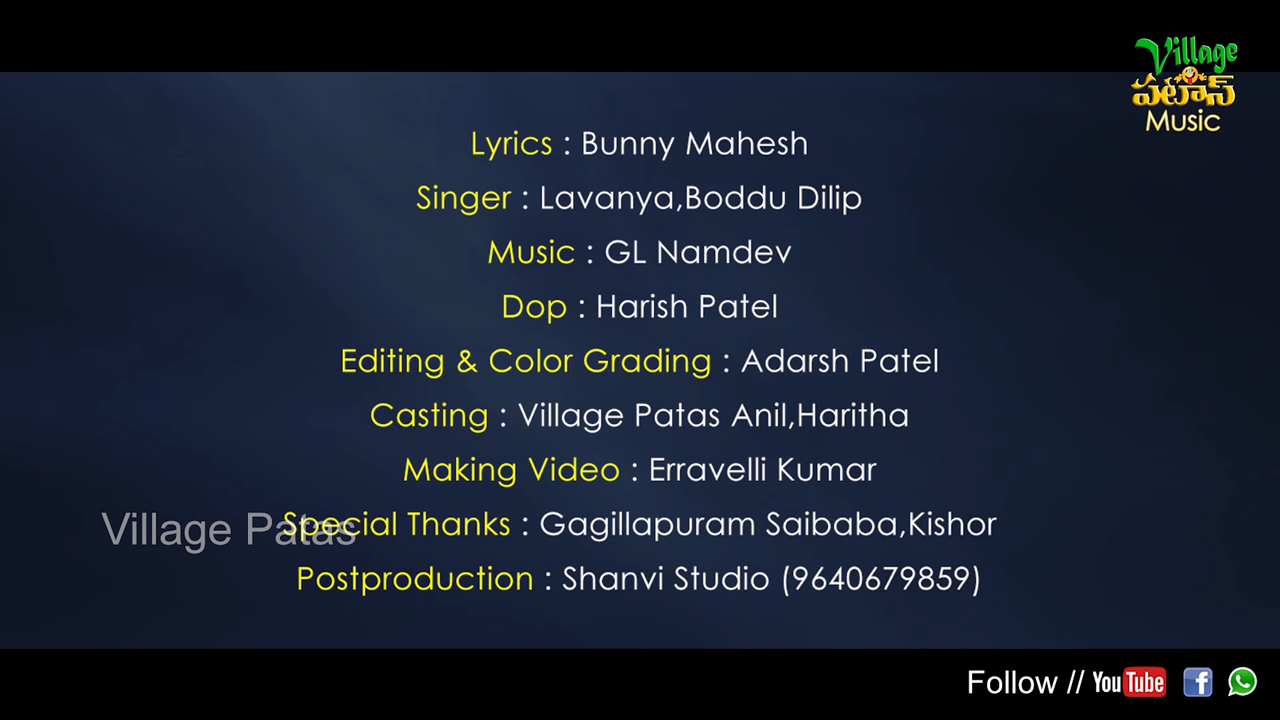 Village
పటాస్
Music
Lyrics : Bunny Mahesh
Singer : Lavanya,Boddu Dilip
Music : GL Namdev
Dop : Harish Patel
Editing & Color Grading : Adarsh Patel
Casting : Village Patas Anil,Haritha
Making Video : Erravelli Kumar
Village Patas
Special Thanks : Gagillapuram Saibaba,Kishor
Postproduction : Shanvi Studio (9640679859)
Follow // YouTube f